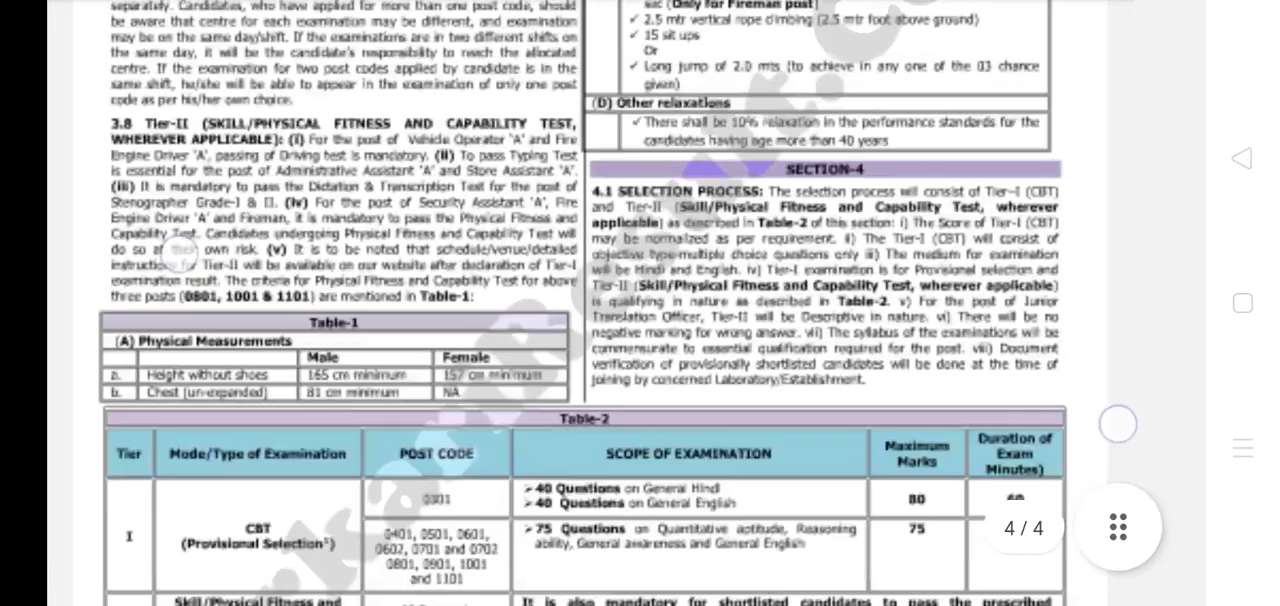 separately. Candidates, who have applied for more than one post code, should
be aware that centre for each examination may be different, and examination
may be on the same day/shift. If the examinations are in two different shifts on
the same day, it will be the candidate's responsibility to reach the allocated
centre. If the examination for two post codes applied by candidate is in the
same shift, he/she will be able to appear in the examination of only one post
code as per his/her own choice.
3.8 Tier-II (SKILL/PHYSICAL FITNESS AND CAPABILITY TEST,
WHEREVER APPLICABLE): (i) For the post of Vehicle Operator 'A' and Fire
Engine Driver 'A', passing of Driving test is mandatory. (ii) To pass Typing Test
is essential for the post of Administrative Assistant 'A' and Store Assistant 'A'.
(iii) It is mandatory to pass the Dictation & Transcription Test for the post of
Stenographer Grade-I & II. (iv) For the post of Security Assistant 'A', Fire
Engine Driver 'A' and Fireman, it is mandatory to pass the Physical Fitness and
Capability Test. Candidates undergoing Physical Fitness and Capability Test will
do so at their own risk. (v) It is to be noted that schedule/venue/detailed
instructions for Tier-II will be available on our website after declaration of Tier-I
examination result. The criteria for Physical Fitness and Capability Test for above
three posts (0801, 1001 & 1101) are mentioned in Table-1:
Table-1
(A) Physical Measurements
Male Female
a. Height without shoes 165 cm minimum 157 cm minimum
b. Chest (un-expanded) 81 cm minimum NA
(Only for Fireman post)
✓ 2.5 mtr vertical rope climbing (2.5 mtr foot above ground)
✓ 15 sit ups
Or
✓ Long jump of 2.0 mts (to achieve in any one of the 03 chance
given)
(D) Other relaxations
✓ There shall be 10% relaxation in the performance standards for the
candidates having age more than 40 years
SECTION-4
4.1 SELECTION PROCESS: The selection process will consist of Tier-I (CBT)
and Tier-II (Skill/Physical Fitness and Capability Test, wherever
applicable) as described in Table-2 of this section: i) The Score of Tier-I (CBT)
may be normalized as per requirement. ii) The Tier-I (CBT) will consist of
objective type-multiple choice questions only iii) The medium for examination
will be Hindi and English. iv) Tier-I examination is for Provisional selection and
Tier-II (Skill/Physical Fitness and Capability Test, wherever applicable)
is qualifying in nature as described in Table-2. v) For the post of Junior
Translation Officer, Tier-II will be Descriptive in nature. vi) There will be no
negative marking for wrong answer. vii) The syllabus of the examinations will be
commensurate to essential qualification required for the post. viii) Document
verification of provisionally shortlisted candidates will be done at the time of
joining by concerned Laboratory/Establishment.
Table-2
Tier Mode/Type of Examination POST CODE SCOPE OF EXAMINATION Maximum Marks Duration of Exam Minutes)
I CBT
(Provisional Selection
0301
➢ 40 Questions on General Hindi
➢ 40 Questions on General English
80
0401, 0501, 0601,
0602, 0701 and 0702
0801, 0901, 1001
and 1101
➢ 75 Questions on Quantitative aptitude, Reasoning
ability, General awareness and General English
75
4 / 4
Skill/Physical Fitness and
It is also mandatory for shortlisted candidates to pass the prescribed